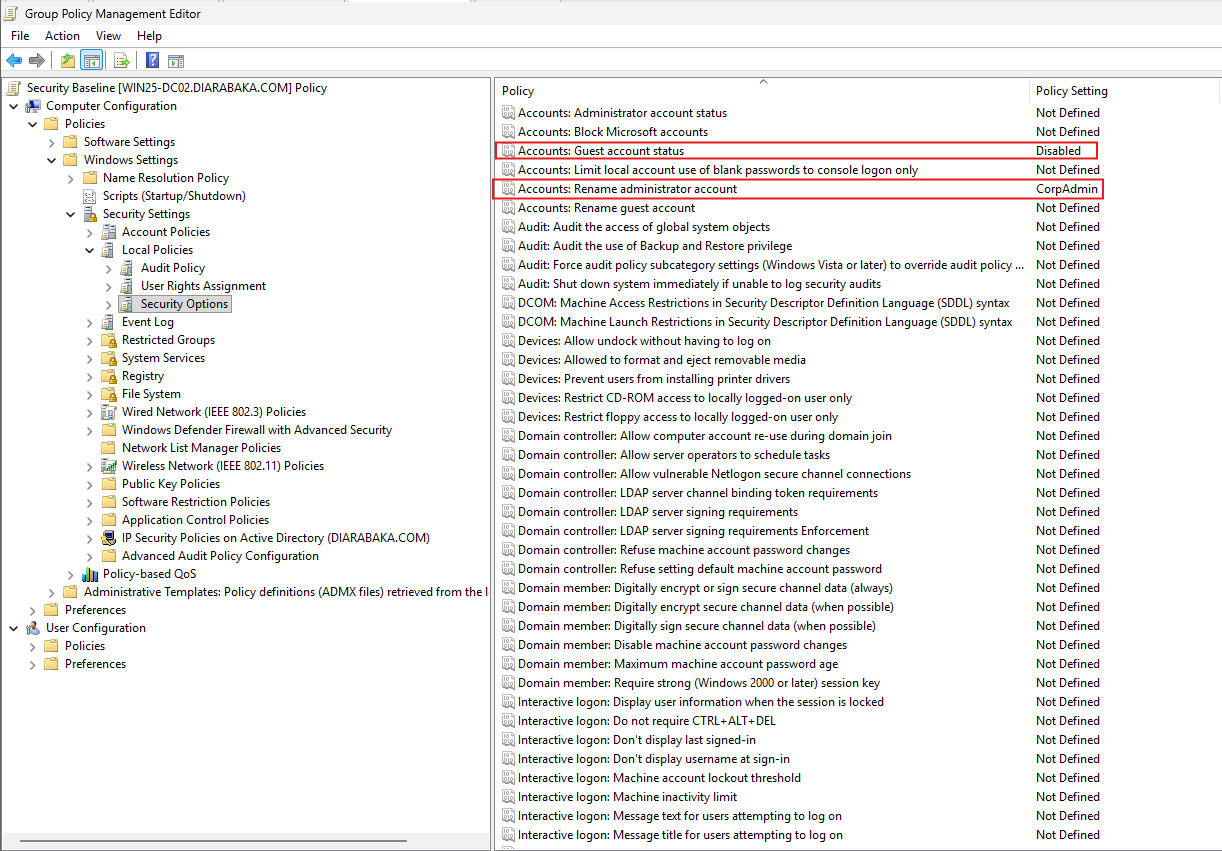 Group Policy Management Editor
File Action View Help
Security Baseline [WIN25-DC02.DIARABAKA.COM] Policy
Computer Configuration
Policies
Software Settings
Windows Settings
Name Resolution Policy
Scripts (Startup/Shutdown)
Security Settings
Account Policies
Local Policies
Audit Policy
User Rights Assignment
Security Options
Event Log
Restricted Groups
System Services
Registry
File System
Wired Network (IEEE 802.3) Policies
Windows Defender Firewall with Advanced Security
Network List Manager Policies
Wireless Network (IEEE 802.11) Policies
Public Key Policies
Software Restriction Policies
Application Control Policies
IP Security Policies on Active Directory (DIARABAKA.COM)
Advanced Audit Policy Configuration
Policy-based QoS
Administrative Templates: Policy definitions (ADMX files) retrieved from the l
Preferences
User Configuration
Policies
Preferences
Policy Policy Setting
Accounts: Administrator account status Not Defined
Accounts: Block Microsoft accounts Not Defined
Accounts: Guest account status Disabled
Accounts: Limit local account use of blank passwords to console logon only Not Defined
Accounts: Rename administrator account CorpAdmin
Accounts: Rename guest account Not Defined
Audit: Audit the access of global system objects Not Defined
Audit: Audit the use of Backup and Restore privilege Not Defined
Audit: Force audit policy subcategory settings (Windows Vista or later) to override audit policy ... Not Defined
Audit: Shut down system immediately if unable to log security audits Not Defined
DCOM: Machine Access Restrictions in Security Descriptor Definition Language (SDDL) syntax Not Defined
DCOM: Machine Launch Restrictions in Security Descriptor Definition Language (SDDL) syntax Not Defined
Devices: Allow undock without having to log on Not Defined
Devices: Allowed to format and eject removable media Not Defined
Devices: Prevent users from installing printer drivers Not Defined
Devices: Restrict CD-ROM access to locally logged-on user only Not Defined
Devices: Restrict floppy access to locally logged-on user only Not Defined
Domain controller: Allow computer account re-use during domain join Not Defined
Domain controller: Allow server operators to schedule tasks Not Defined
Domain controller: Allow vulnerable Netlogon secure channel connections Not Defined
Domain controller: LDAP server channel binding token requirements Not Defined
Domain controller: LDAP server signing requirements Not Defined
Domain controller: LDAP server signing requirements Enforcement Not Defined
Domain controller: Refuse machine account password changes Not Defined
Domain controller: Refuse setting default machine account password Not Defined
Domain member: Digitally encrypt or sign secure channel data (always) Not Defined
Domain member: Digitally encrypt secure channel data (when possible) Not Defined
Domain member: Digitally sign secure channel data (when possible) Not Defined
Domain member: Disable machine account password changes Not Defined
Domain member: Maximum machine account password age Not Defined
Domain member: Require strong (Windows 2000 or later) session key Not Defined
Interactive logon: Display user information when the session is locked Not Defined
Interactive logon: Do not require CTRL+ALT+DEL Not Defined
Interactive logon: Don't display last signed-in Not Defined
Interactive logon: Don't display username at sign-in Not Defined
Interactive logon: Machine account lockout threshold Not Defined
Interactive logon: Machine inactivity limit Not Defined
Interactive logon: Message text for users attempting to log on Not Defined
Interactive logon: Message title for users attempting to log on Not Defined